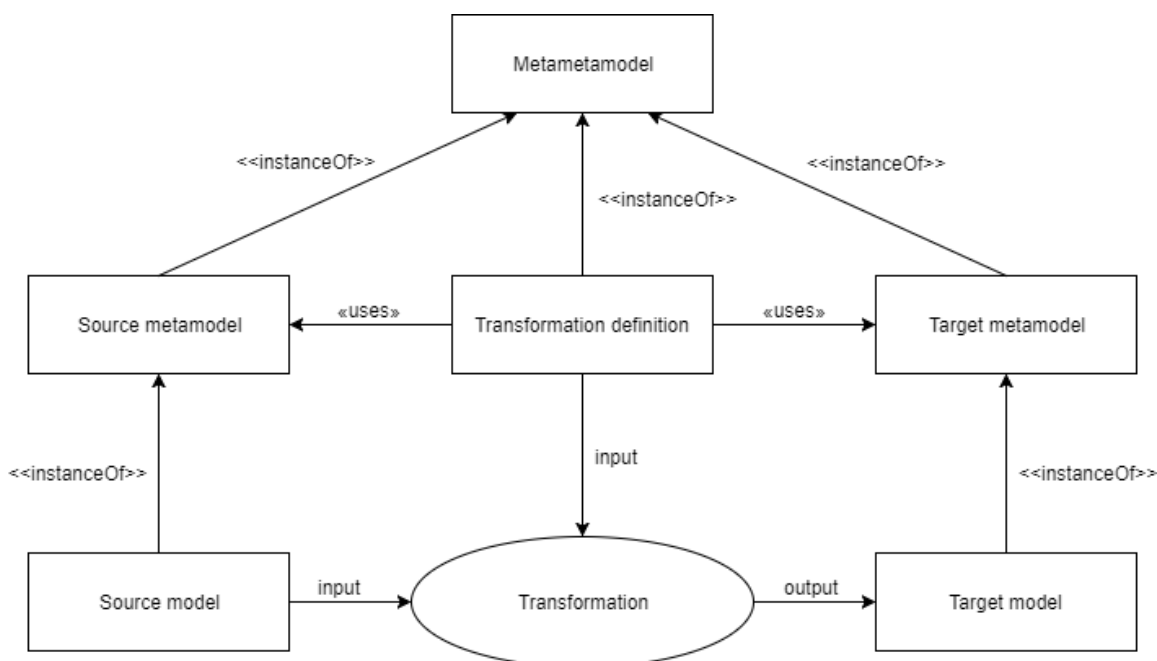 Metametamodel
<<instanceOf>>
<<instanceOf>>
<<instanceOf>>
Source metamodel
«uses»
Transformation definition
«uses»
Target metamodel
<<instanceOf>>
input
<<instanceOf>>
Source model
input
Transformation
output
Target model